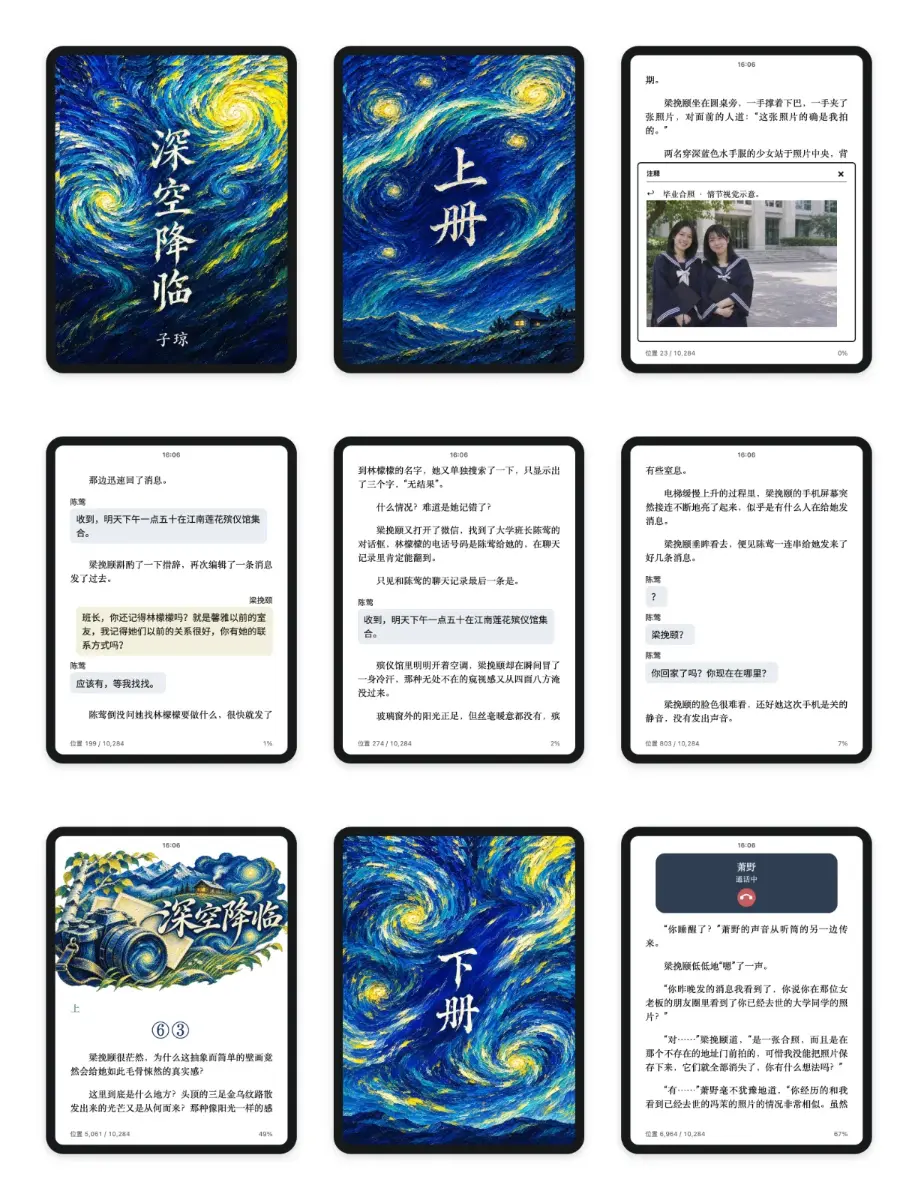 深空降临
子琼
上册
16:06
期。
梁挽颐坐在圆桌旁，一手撑着下巴，一手夹了
张照片，对面前的人道：“这张照片的确是我拍
的。”
两名穿深蓝色水手服的少女站于照片中央，背
注释
×
↩ 毕业合照 · 情节视觉示意。
位置 23 / 10,284
0%
16:06
那边迅速回了消息。
陈莺
收到，明天下午一点五十在江南莲花殡仪馆集
合。
梁挽颐斟酌了一下措辞，再次编辑了一条消息
发了过去。
梁挽颐
班长，你还记得林檬檬吗？就是馨雅以前的室
友，我记得她们以前的关系很好，你有她的联
系方式吗？
陈莺
应该有，等我找找。
陈莺倒没问她找林檬檬要做什么，很快就发了
位置 199 / 10,284
1%
16:06
到林檬檬的名字，她又单独搜索了一下，只显示出
了三个字，“无结果”。
什么情况？难道是她记错了？
梁挽颐又打开了微信，找到了大学班长陈莺的
对话框，林檬檬的电话号码是陈莺给她的，在聊天
记录里肯定能翻到。
只见和陈莺的聊天记录最后一条是。
陈莺
收到，明天下午一点五十在江南莲花殡仪馆集
合。
殡仪馆里明明开着空调，梁挽颐却在瞬间冒了
一身冷汗，那种无处不在的窥视感又从四面八方淹
没过来。
玻璃窗外的阳光正足，但丝毫暖意都没有，殡
位置 274 / 10,284
2%
16:06
有些窒息。
电梯缓慢上升的过程里，梁挽颐的手机屏幕突
然接连不断地亮了起来，似乎是有什么人在给她发
消息。
梁挽颐垂眸看去，便见陈莺一连串给她发来了
好几条消息。
陈莺
？
陈莺
梁挽颐？
陈莺
你回家了吗？你现在在哪里？
梁挽颐的脸色很难看，还好她这次手机是关的
静音，没有发出声音。
位置 803 / 10,284
7%
16:06
深空降临
上
⑥③
梁挽颐很茫然，为什么这抽象而简单的壁画竟
然会给她如此毛骨悚然的真实感？
这里到底是什么地方？头顶的三足金乌纹路散
发出来的光芒又是从何而来？那种像阳光一样的感
位置 5,061 / 10,284
49%
下册
16:06
萧野
通话中
“你睡醒了？”萧野的声音从听筒的另一边传
来。
梁挽颐低低地“嗯”了一声。
“你昨晚发的消息我看到了，你说你在那位女
老板的朋友圈里看到了你已经去世的大学同学的照
片？”
“对……”梁挽颐道，“是一张合照，而且是在
那个不存在的地址门前拍的，可惜我没能把照片保
存下来，它们就全部消失了，你有什么想法吗？”
“有……”萧野毫不犹豫地道，“你经历的和我
看到已经去世的冯茉的照片的情况非常相似。虽然
位置 6,964 / 10,284
67%